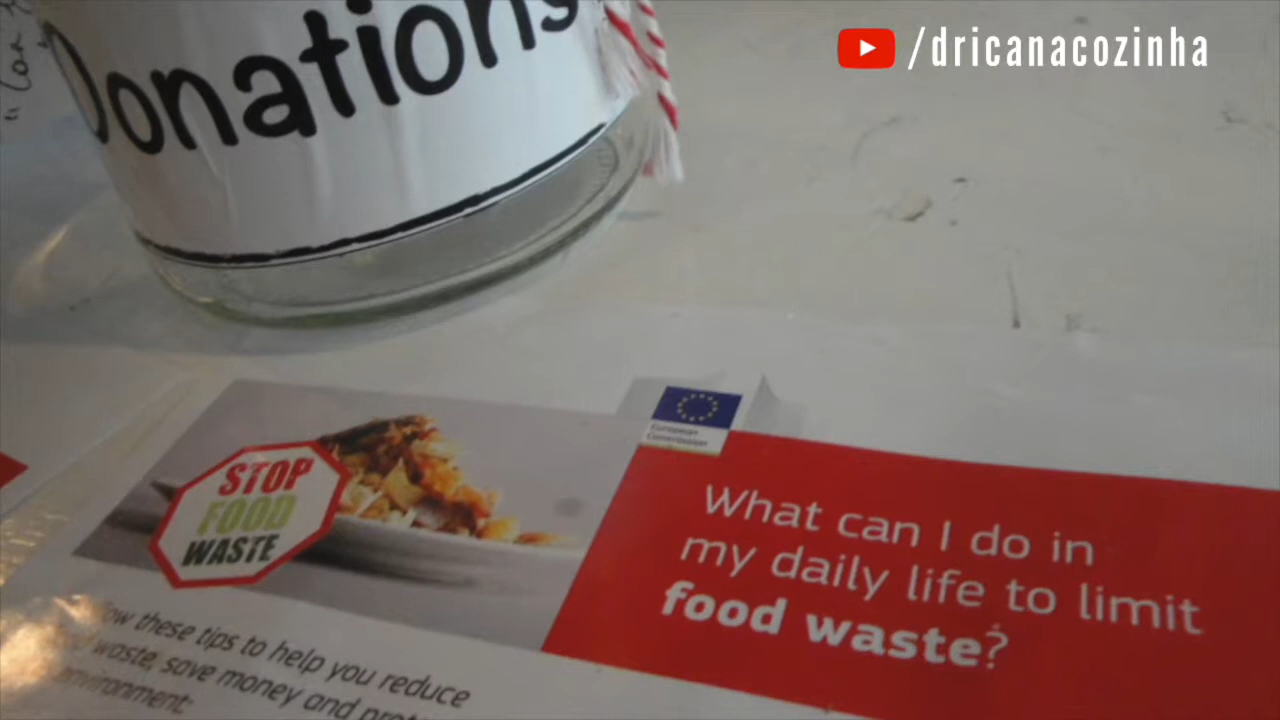 /dricanacozinha
Donations
European
Commission
STOP
FOOD
WASTE
What can I do in
my daily life to limit
food waste?
these tips to help you reduce
waste, save money and